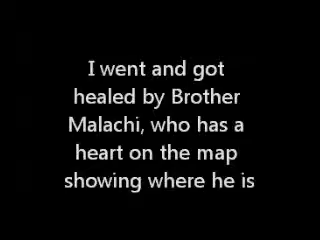 I went and got
healed by Brother
Malachi, who has a
heart on the map
showing where he is